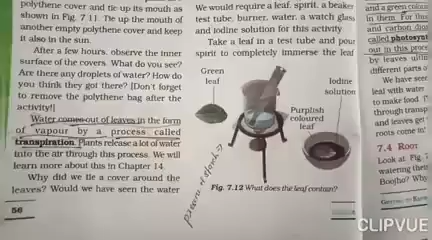 polythene cover and tie up its mouth as
shown in Fig. 7.11. Tie up the mouth of
another empty polythene cover and keep
it also in the sun.
After a few hours, observe the inner
surface of the covers. What do you see?
Are there any droplets of water? How do
you think they got there? [Don't forget
to remove the polythene bag after the
activity!]
Water comes out of leaves in the form
of vapour by a process called
transpiration. Plants release a lot of water
into the air through this process. We will
learn more about this in Chapter 14.
Why did we tie a cover around the
leaves? Would we have seen the water
56
We would require a leaf, spirit, a beaker
test tube, burner, water, a watch glass
and iodine solution for this activity.
Take a leaf in a test tube and pour
spirit to completely immerse the leaf
Green
leaf
Iodine
solution
Purplish
coloured
leaf
Fig. 7.12 What does the leaf contain?
and a green colour
in them. For this
and carbon
called
out in this
by leaves
different parts
We have seen
leaf with water
to make food.
through
and leaves get
roots come in
7.4 Root
Look at Fig. 7
watering
Boojho? Why
CLIPVUE